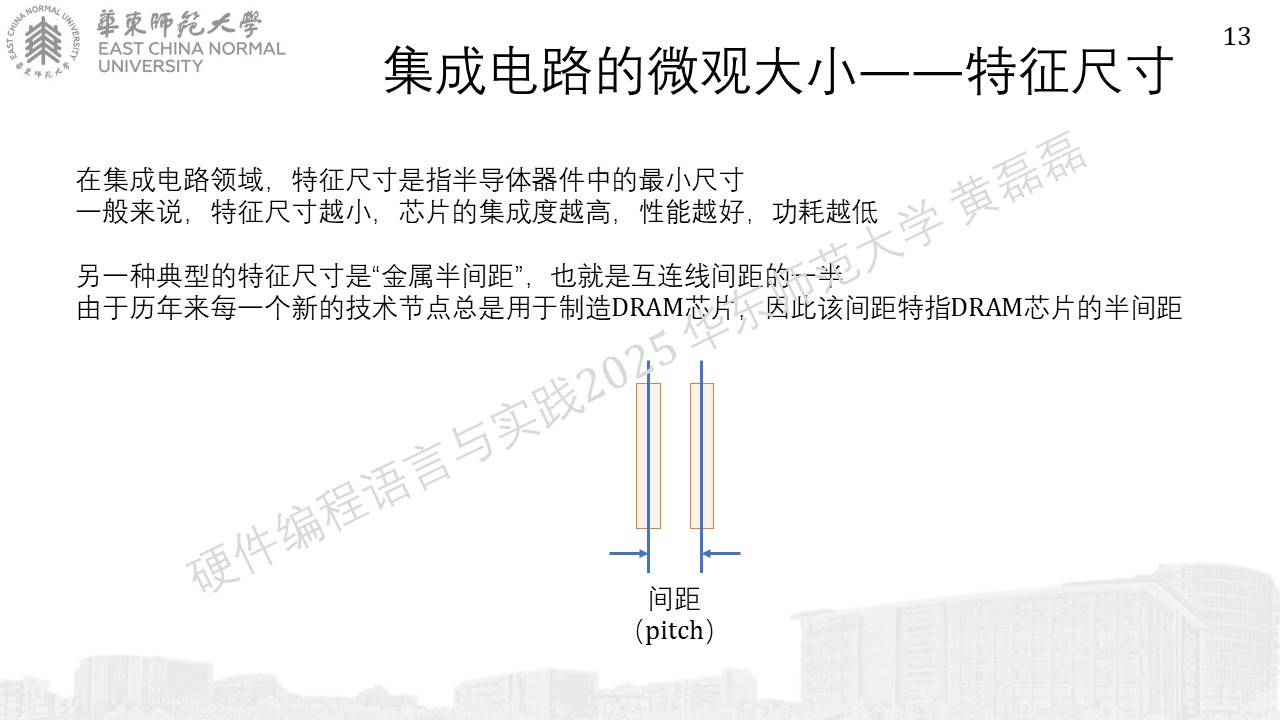 華東師範大學
EAST CHINA NORMAL
UNIVERSITY
13
集成电路的微观大小——特征尺寸
在集成电路领域，特征尺寸是指半导体器件中的最小尺寸
一般来说，特征尺寸越小，芯片的集成度越高，性能越好，功耗越低
另一种典型的特征尺寸是“金属半间距”，也就是互连线间距的一半
由于历年来每一个新的技术节点总是用于制造DRAM芯片，因此该间距特指DRAM芯片的半间距
硬件编程语言与实践2025 华东师范大学 黄磊磊
间距
（pitch）